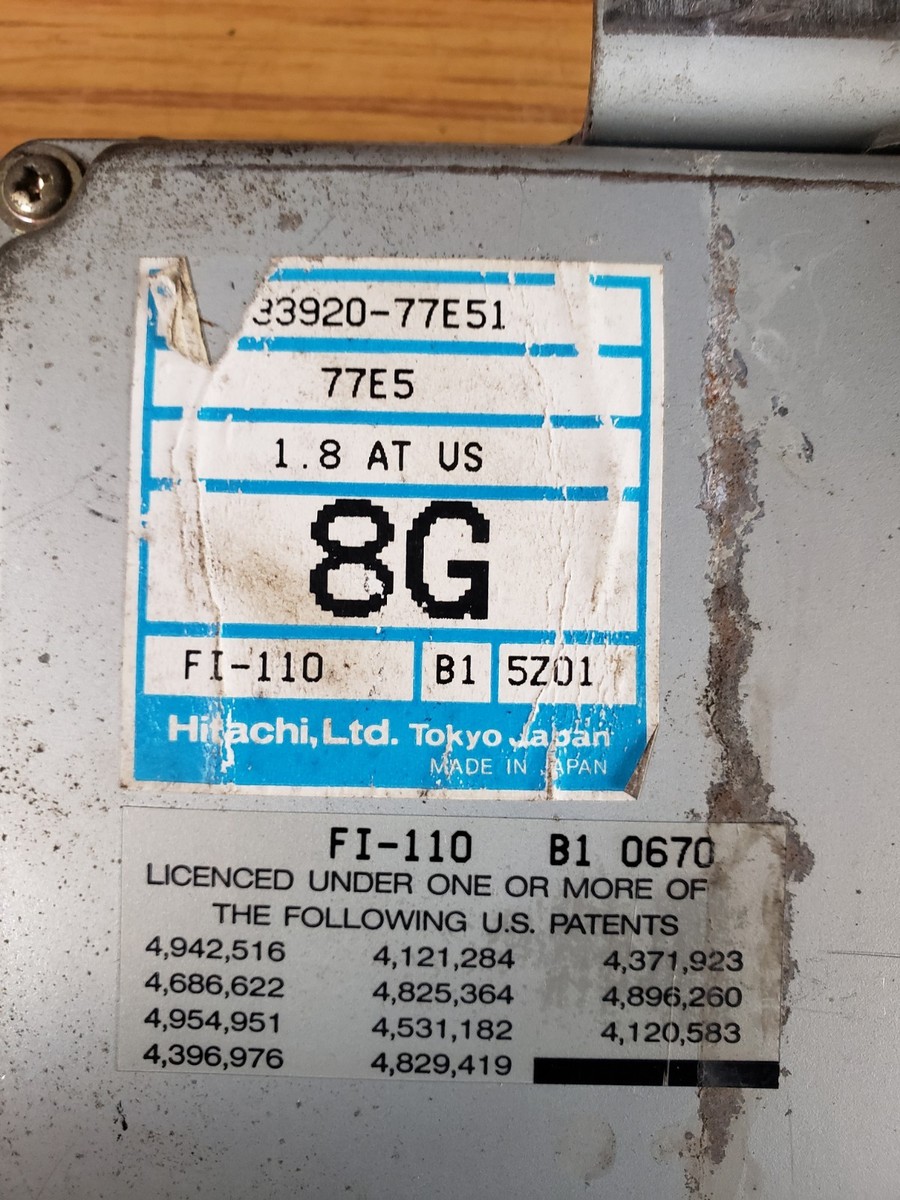 33920-77E51
77E5
1.8 AT US
8G
FI-110 B1 5Z01
Hitachi, Ltd. Tokyo Japan
MADE IN JAPAN
FI-110 B1 0670
LICENCED UNDER ONE OR MORE OF
THE FOLLOWING U.S. PATENTS
4,942,516 4,121,284 4,371,923
4,686,622 4,825,364 4,896,260
4,954,951 4,531,182 4,120,583
4,396,976 4,829,419